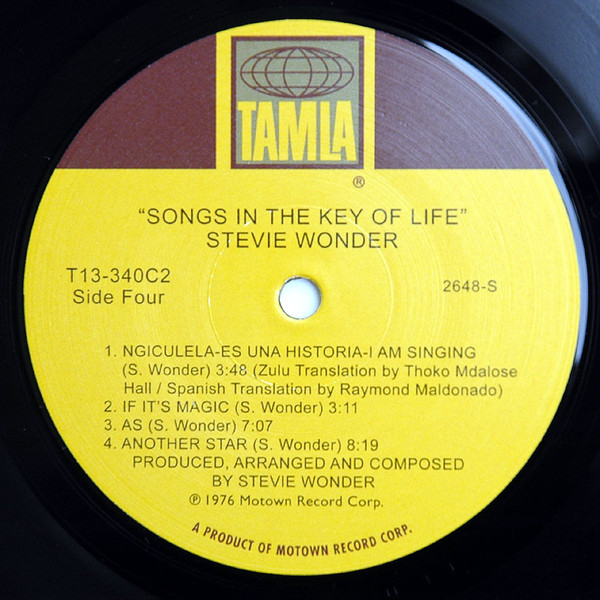 TAMLA
®
"SONGS IN THE KEY OF LIFE"
STEVIE WONDER
T13-340C2
Side Four
2648-S
1. NGICULELA-ES UNA HISTORIA-I AM SINGING
(S. Wonder) 3:48 (Zulu Translation by Thoko Mdalose
Hall / Spanish Translation by Raymond Maldonado)
2. IF IT'S MAGIC (S. Wonder) 3:11
3. AS (S. Wonder) 7:07
4. ANOTHER STAR (S. Wonder) 8:19
PRODUCED, ARRANGED AND COMPOSED
BY STEVIE WONDER
℗ 1976 Motown Record Corp.
A PRODUCT OF MOTOWN RECORD CORP.